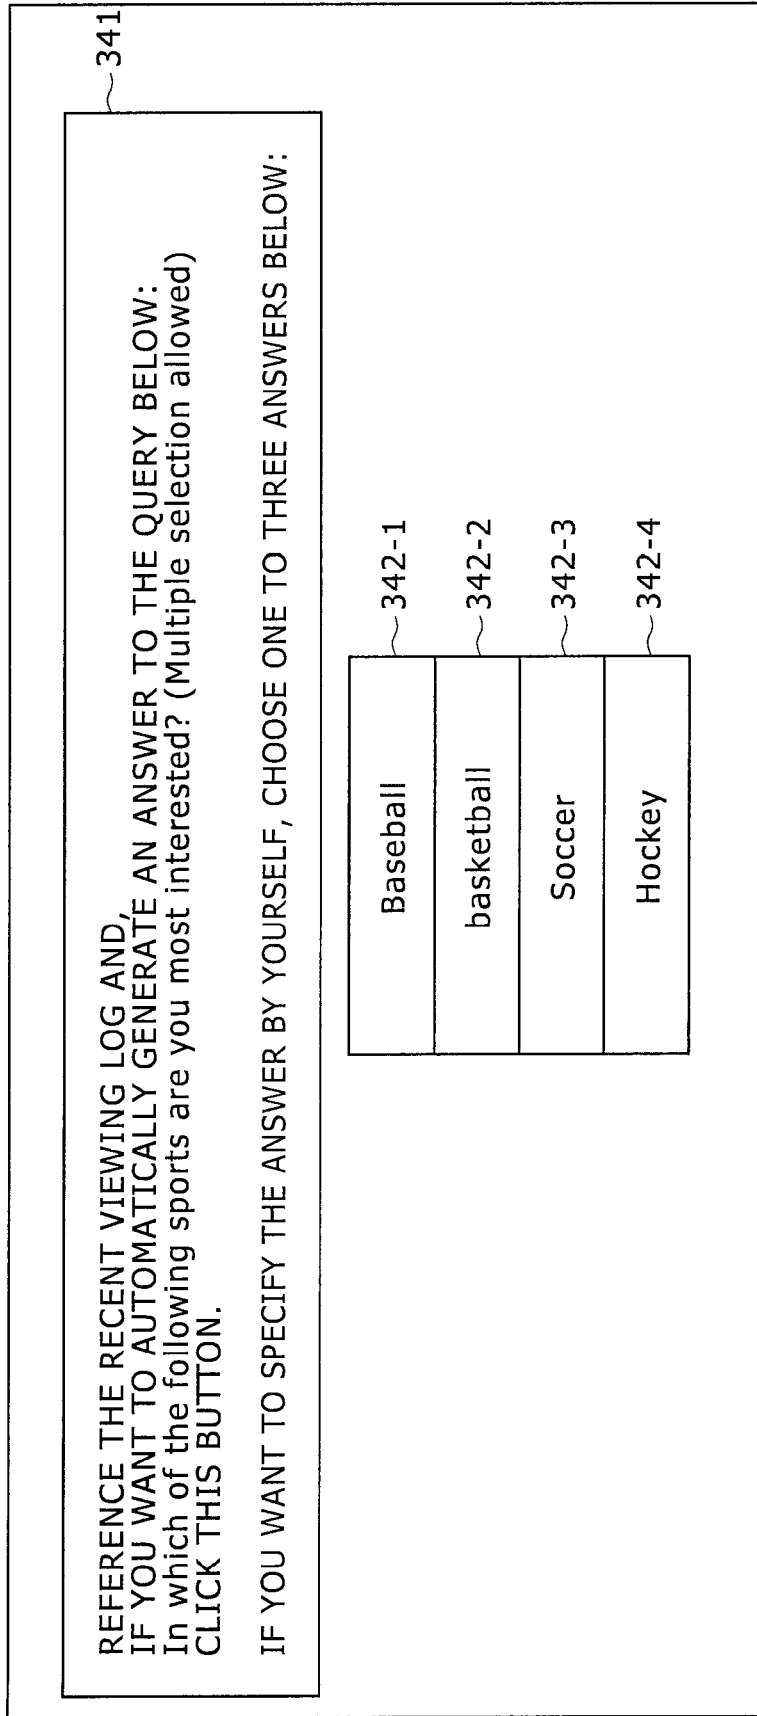 REFERENCE THE RECENT VIEWING LOG AND,
IF YOU WANT TO AUTOMATICALLY GENERATE AN ANSWER TO THE QUERY BELOW:
In which of the following sports are you most interested? (Multiple selection allowed)
CLICK THIS BUTTON.
IF YOU WANT TO SPECIFY THE ANSWER BY YOURSELF, CHOOSE ONE TO THREE ANSWERS BELOW:
341
Baseball 342-1
basketball 342-2
Soccer 342-3
Hockey 342-4